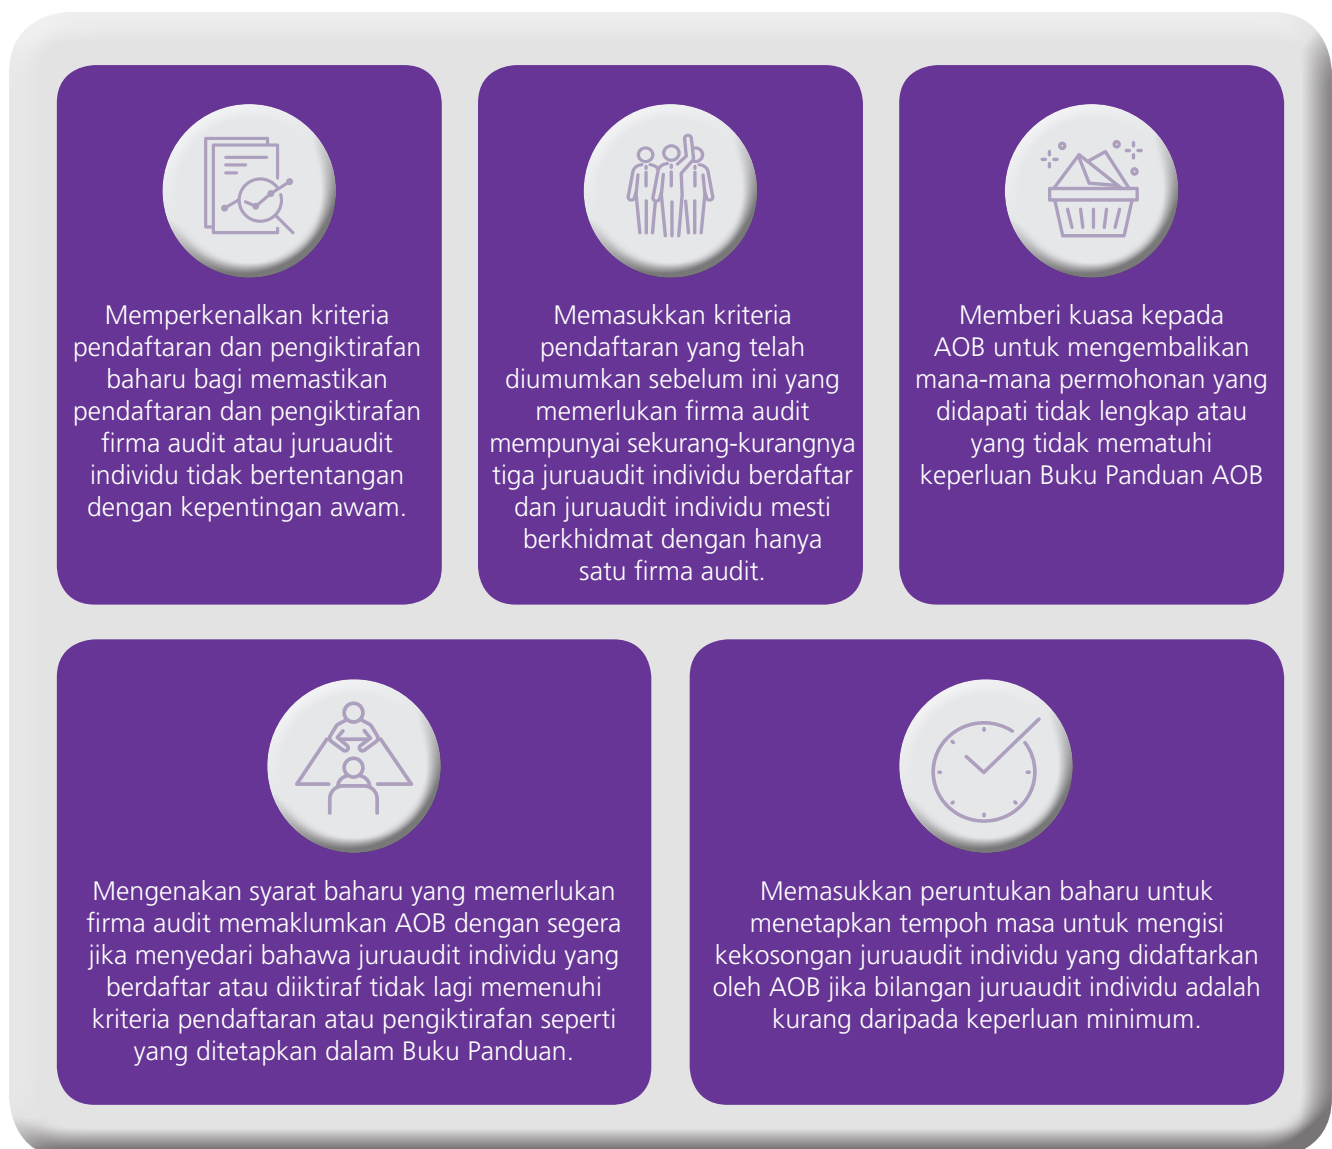 Memperkenalkan kriteria
pendaftaran dan pengiktirafan
baharu bagi memastikan
pendaftaran dan pengiktirafan
firma audit atau juruaudit
individu tidak bertentangan
dengan kepentingan awam.
Memasukkan kriteria
pendaftaran yang telah
diumumkan sebelum ini yang
memerlukan firma audit
mempunyai sekurang-kurangnya
tiga juruaudit individu berdaftar
dan juruaudit individu mesti
berkhidmat dengan hanya
satu firma audit.
Memberi kuasa kepada
AOB untuk mengembalikan
mana-mana permohonan yang
didapati tidak lengkap atau
yang tidak mematuhi
keperluan Buku Panduan AOB
Mengenakan syarat baharu yang memerlukan
firma audit memaklumkan AOB dengan segera
jika menyedari bahawa juruaudit individu yang
berdaftar atau diiktiraf tidak lagi memenuhi
kriteria pendaftaran atau pengiktirafan seperti
yang ditetapkan dalam Buku Panduan.
Memasukkan peruntukan baharu untuk
menetapkan tempoh masa untuk mengisi
kekosongan juruaudit individu yang didaftarkan
oleh AOB jika bilangan juruaudit individu adalah
kurang daripada keperluan minimum.